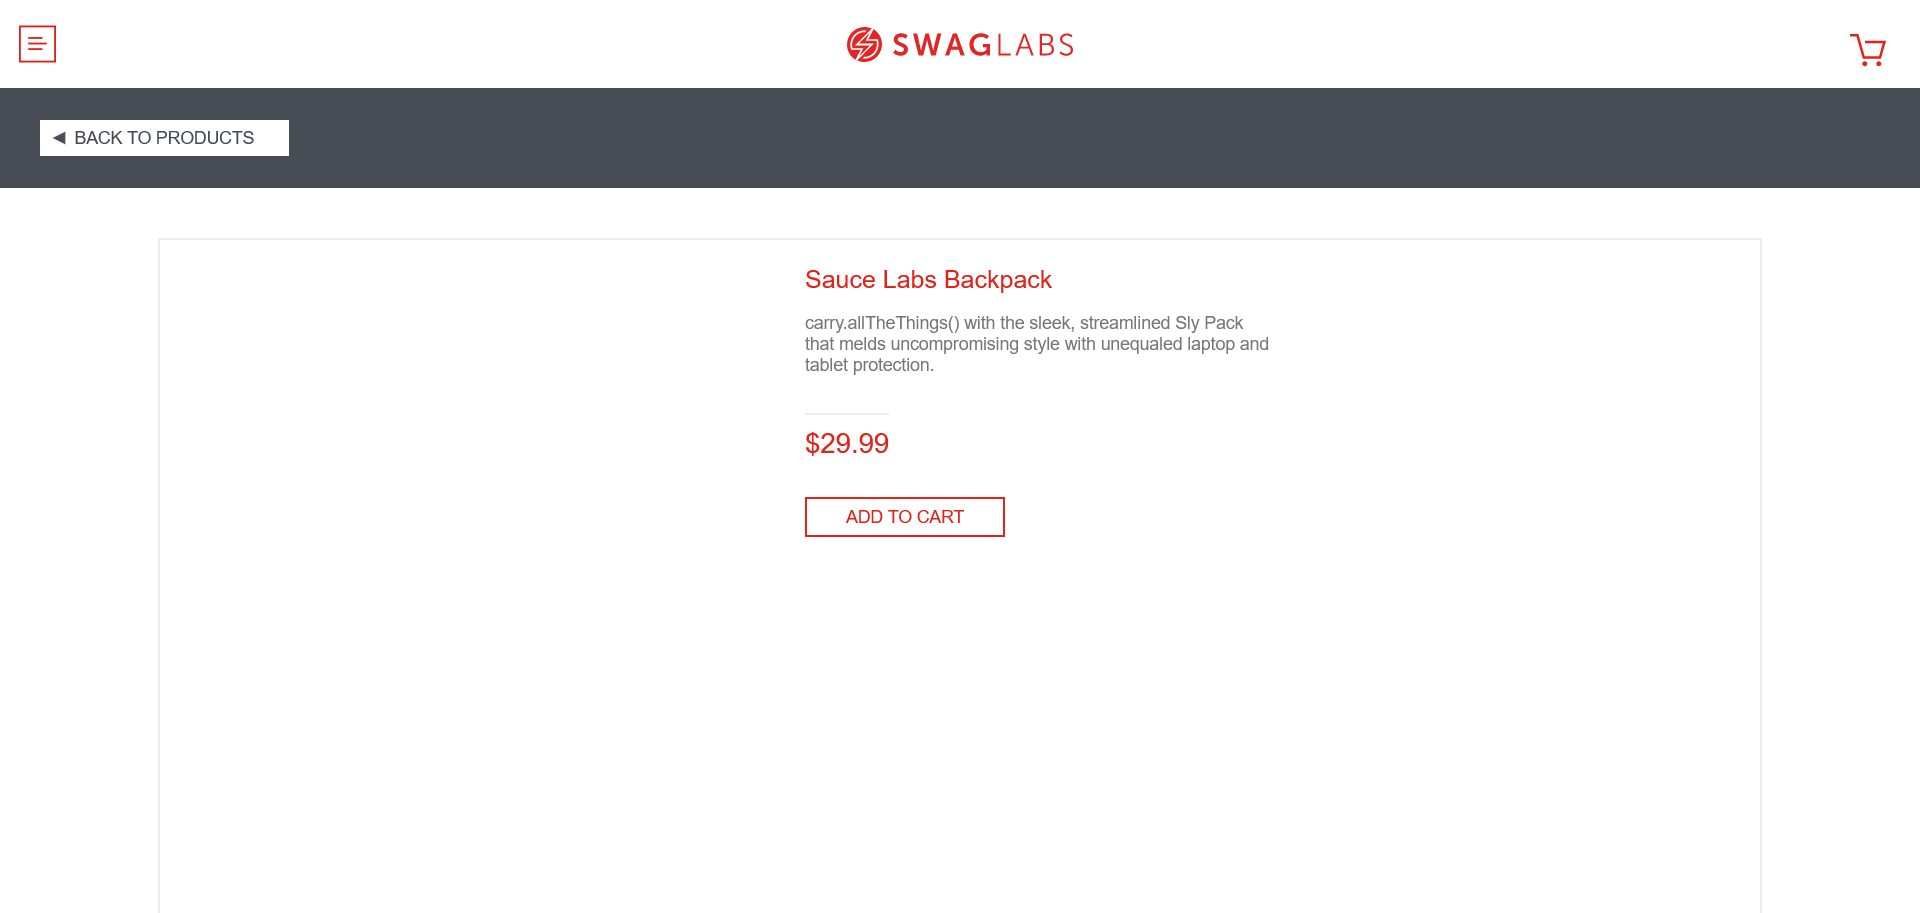 SWAGLABS
BACK TO PRODUCTS
Sauce Labs Backpack
carry.allTheThings() with the sleek, streamlined Sly Pack
that melds uncompromising style with unequaled laptop and
tablet protection.
$29.99
ADD TO CART